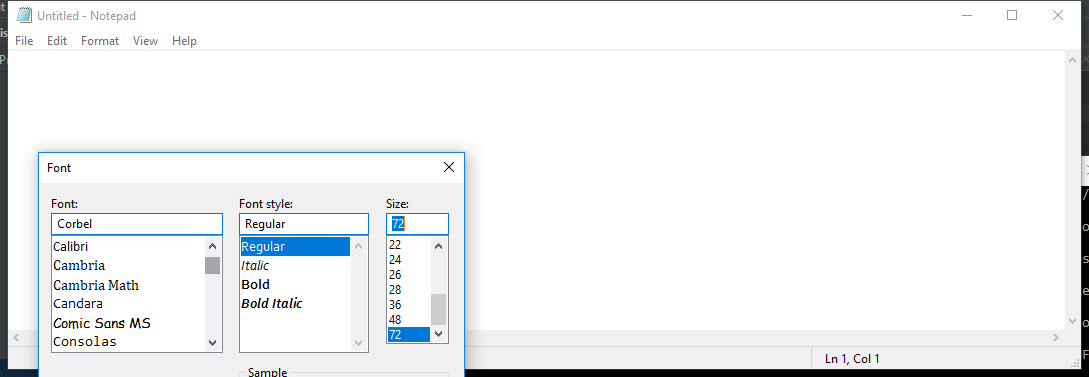 Untitled - Notepad
File Edit Format View Help
Font
Font: Font style: Size:
Corbel Regular 72
Calibri Regular 22
Cambria Italic 24
Cambria Math Bold 26
Candara Bold Italic 28
Comic Sans MS 36
Consolas 48
72
Ln 1, Col 1
Sample